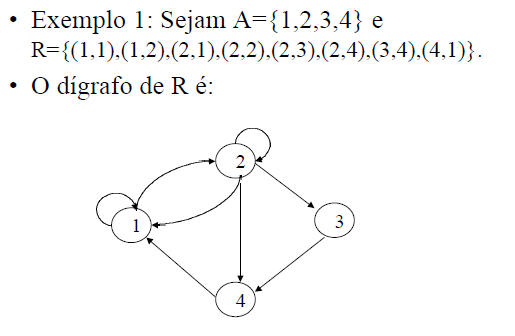 • Exemplo 1: Sejam A={1,2,3,4} e
R={(1,1),(1,2),(2,1),(2,2),(2,3),(2,4),(3,4),(4,1)}.
• O dígrafo de R é:
2
3
1
4